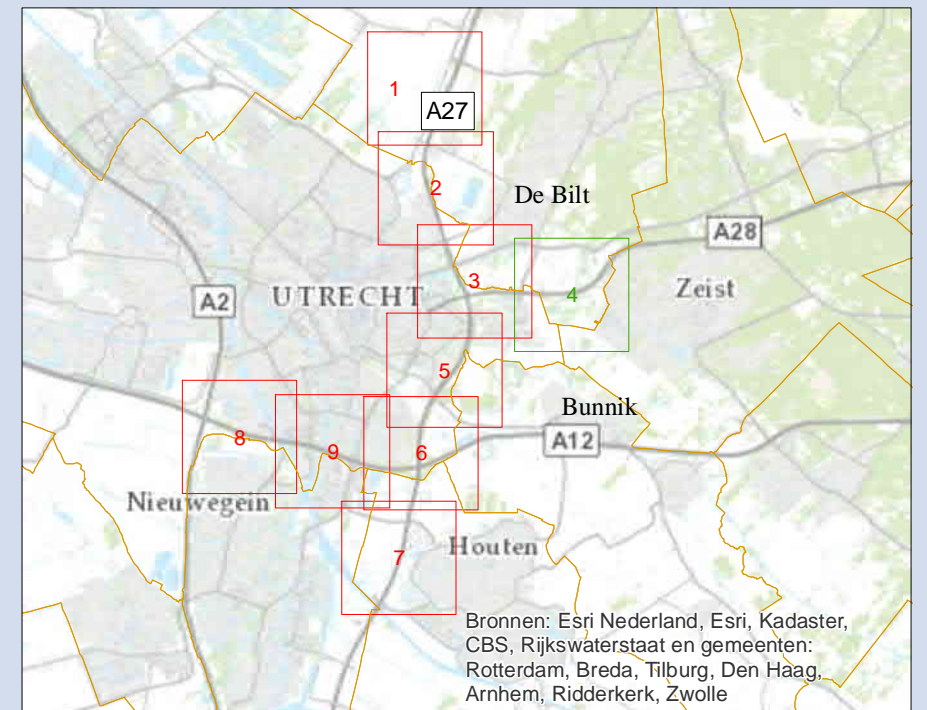 1
A27
2
De Bilt
A28
3
4
Zeist
A2
UTRECHT
5
Bunnik
8
9
6
A12
Nieuwegein
7
Houten
Bronnen: Esri Nederland, Esri, Kadaster,
CBS, Rijkswaterstaat en gemeenten:
Rotterdam, Breda, Tilburg, Den Haag,
Arnhem, Ridderkerk, Zwolle